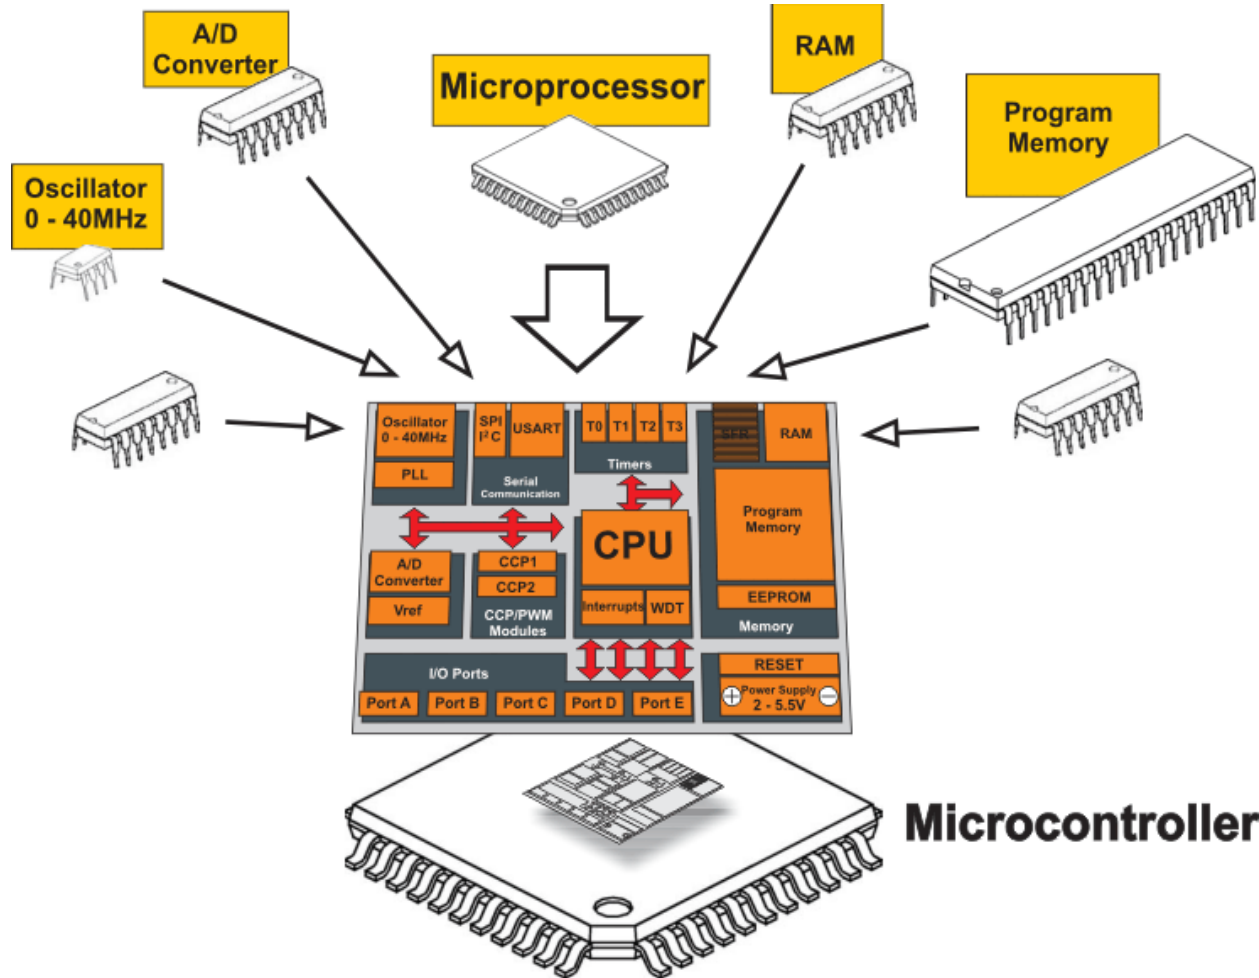 A/D
Converter
Microprocessor
RAM
Program
Memory
Oscillator
0 - 40MHz
Oscillator
0 - 40MHz
PLL
SPI
I²C
USART
Serial
Communication
T0
T1
T2
T3
Timers
SFR
RAM
Program
Memory
EEPROM
Memory
A/D
Converter
Vref
CCP1
CCP2
CCP/PWM
Modules
CPU
Interrupts
WDT
I/O Ports
Port A
Port B
Port C
Port D
Port E
RESET
+ Power Supply −
2 - 5.5V
Microcontroller